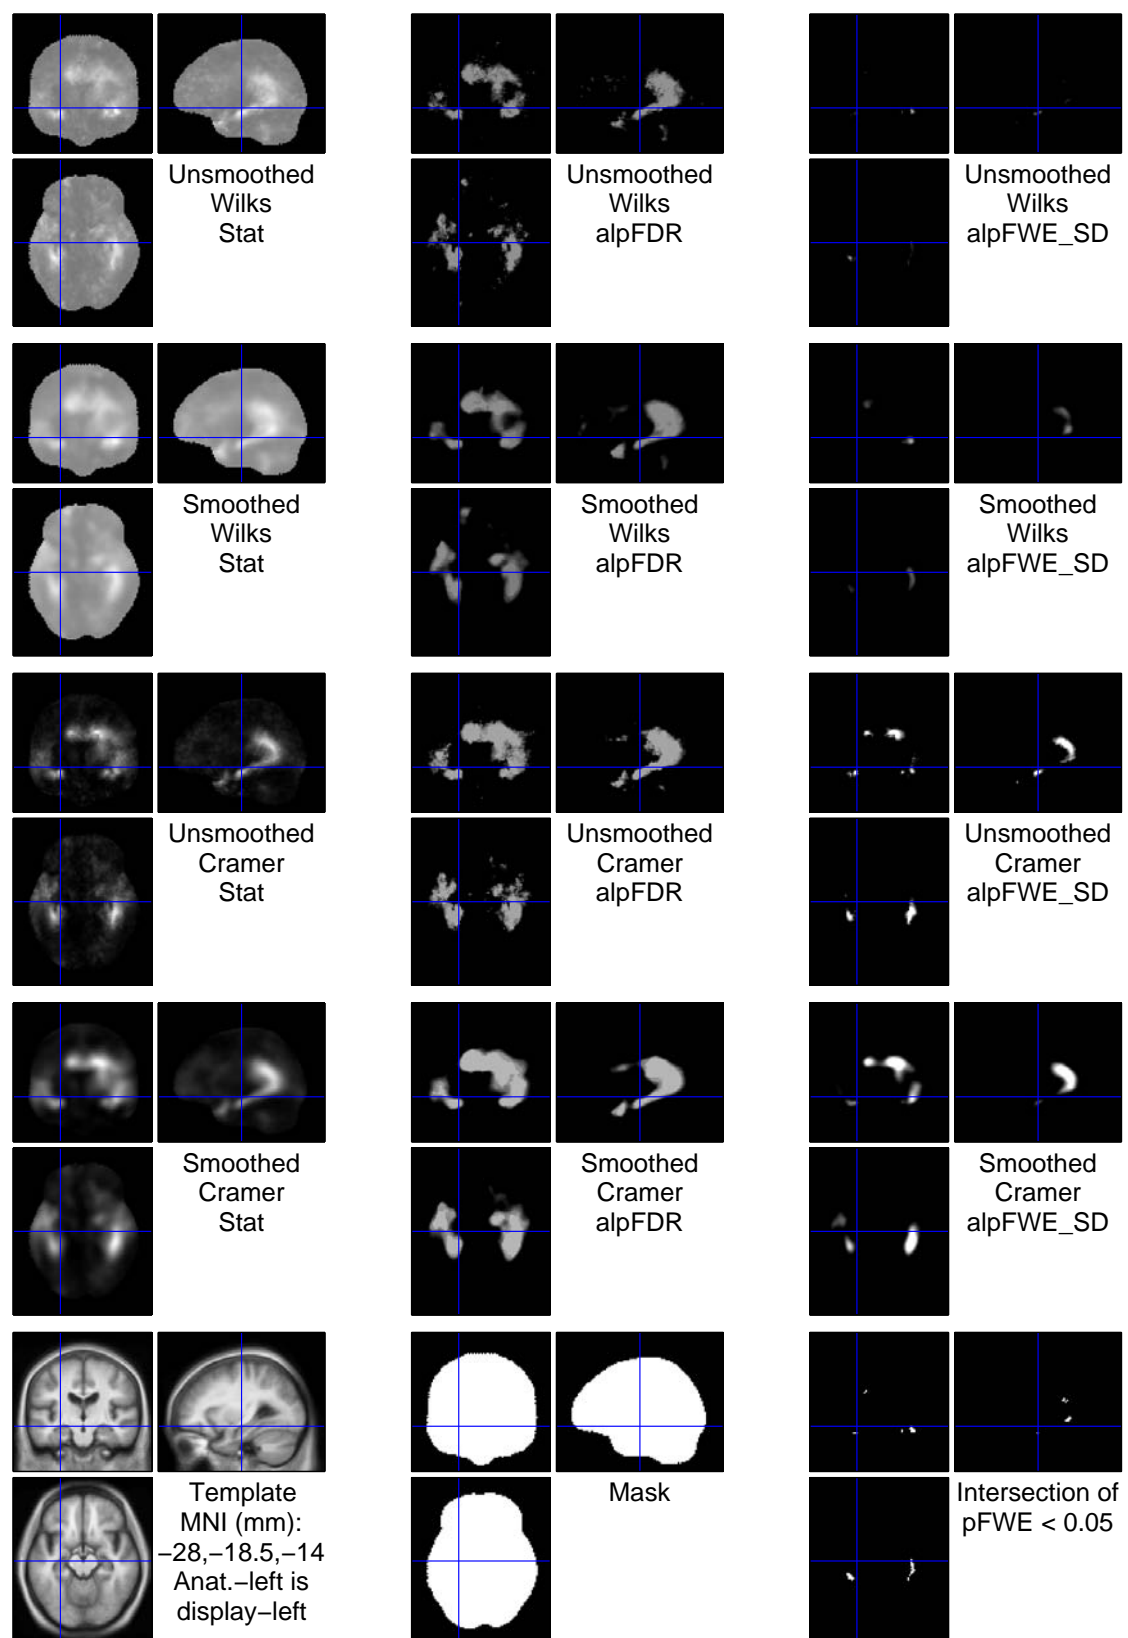 Unsmoothed
Wilks
Stat
Unsmoothed
Wilks
alpFDR
Unsmoothed
Wilks
alpFWE_SD
Smoothed
Wilks
Stat
Smoothed
Wilks
alpFDR
Smoothed
Wilks
alpFWE_SD
Unsmoothed
Cramer
Stat
Unsmoothed
Cramer
alpFDR
Unsmoothed
Cramer
alpFWE_SD
Smoothed
Cramer
Stat
Smoothed
Cramer
alpFDR
Smoothed
Cramer
alpFWE_SD
Template
MNI (mm):
−28,−18.5,−14
Anat.−left is
display−left
Mask
Intersection of
pFWE < 0.05